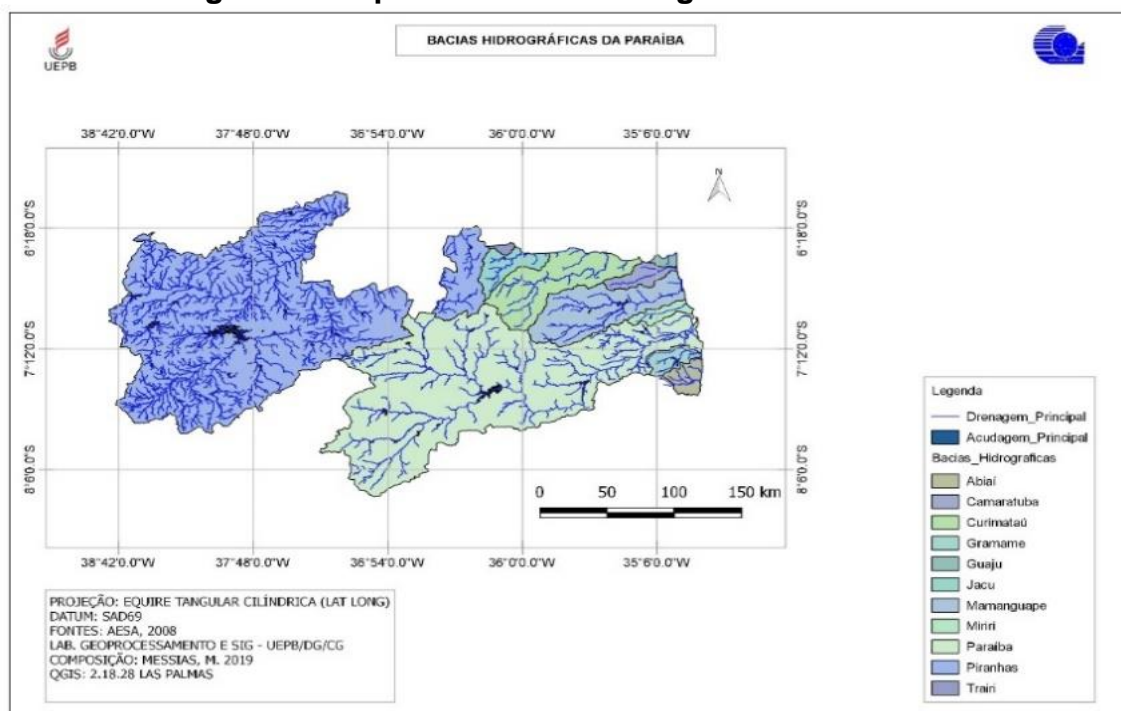 UEPB
BACIAS HIDROGRÁFICAS DA PARAÍBA
38°42'0.0"W 37°48'0.0"W 36°54'0.0"W 36°0'0.0"W 35°6'0.0"W
N
6°18'0.0"S 6°18'0.0"S
7°12'0.0"S 7°12'0.0"S
8°6'0.0"S 8°6'0.0"S
0 50 100 150 km
38°42'0.0"W 37°48'0.0"W 36°54'0.0"W 36°0'0.0"W 35°6'0.0"W
Legenda
Drenagem_Principal
Acudagem_Principal
Bacias_Hidrograficas
Abiaí
Camaratuba
Curimataú
Gramame
Guaju
Jacu
Mamanguape
Miriri
Paraíba
Piranhas
Trairi
PROJEÇÃO: EQUIRE TANGULAR CILÍNDRICA (LAT LONG)
DATUM: SAD69
FONTES: AESA, 2008
LAB. GEOPROCESSAMENTO E SIG - UEPB/DG/CG
COMPOSIÇÃO: MESSIAS, M. 2019
QGIS: 2.18.28 LAS PALMAS